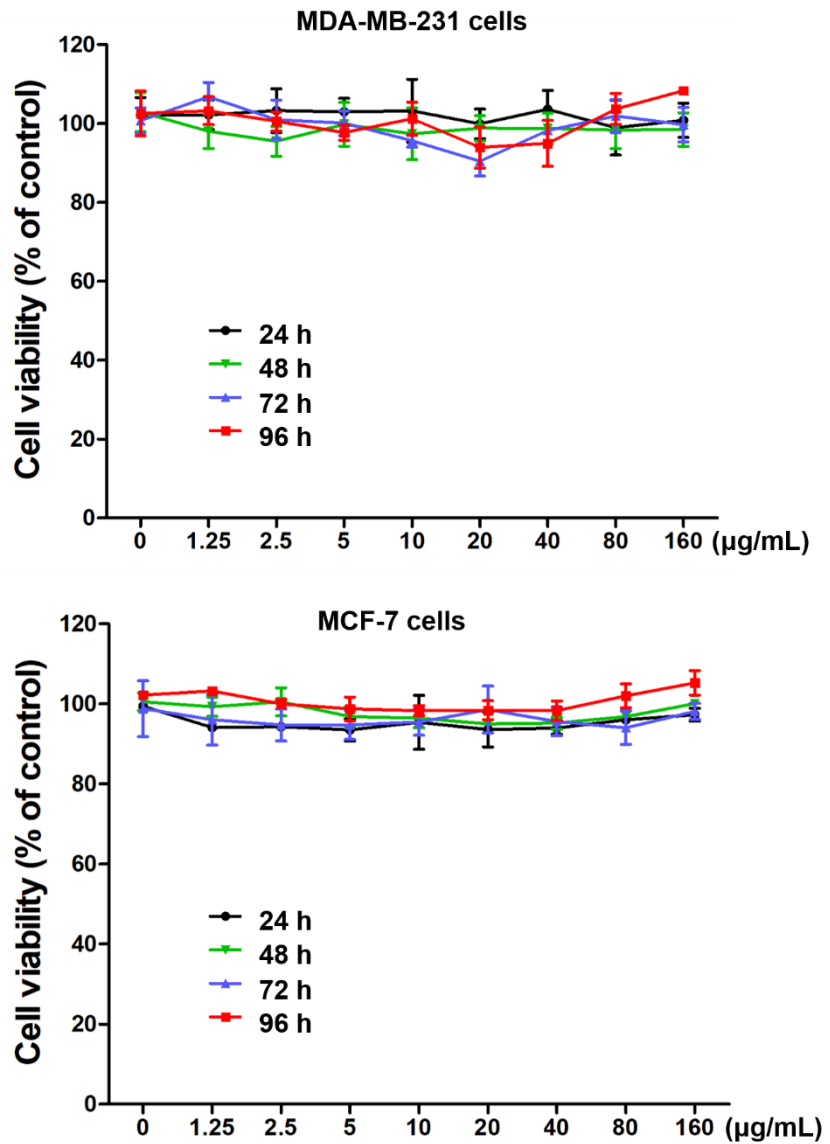 MDA-MB-231 cells
Cell viability (% of control)
120
100
80
60
40
20
0
24 h
48 h
72 h
96 h
0 1.25 2.5 5 10 20 40 80 160 (µg/mL)
MCF-7 cells
Cell viability (% of control)
120
100
80
60
40
20
0
24 h
48 h
72 h
96 h
0 1.25 2.5 5 10 20 40 80 160 (µg/mL)